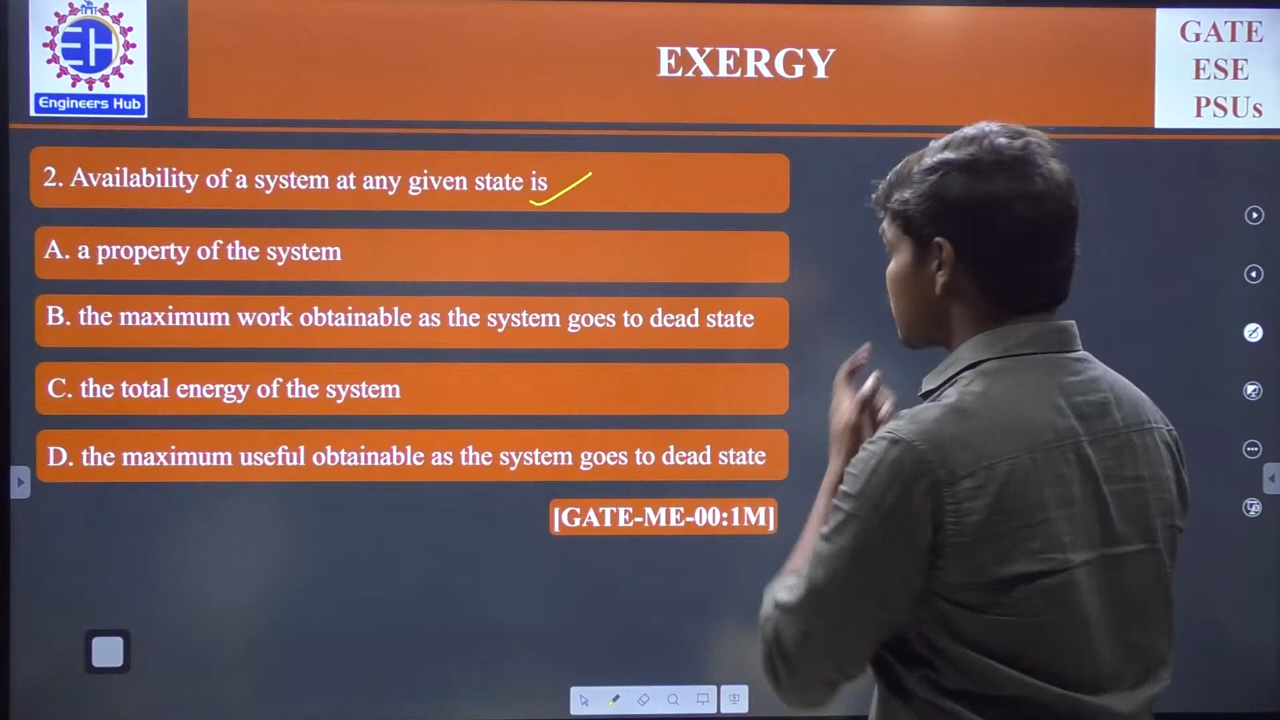 Engineers Hub
EXERGY
GATE
ESE
PSUs
2. Availability of a system at any given state is
A. a property of the system
B. the maximum work obtainable as the system goes to dead state
C. the total energy of the system
D. the maximum useful obtainable as the system goes to dead state
[GATE-ME-00:1M]